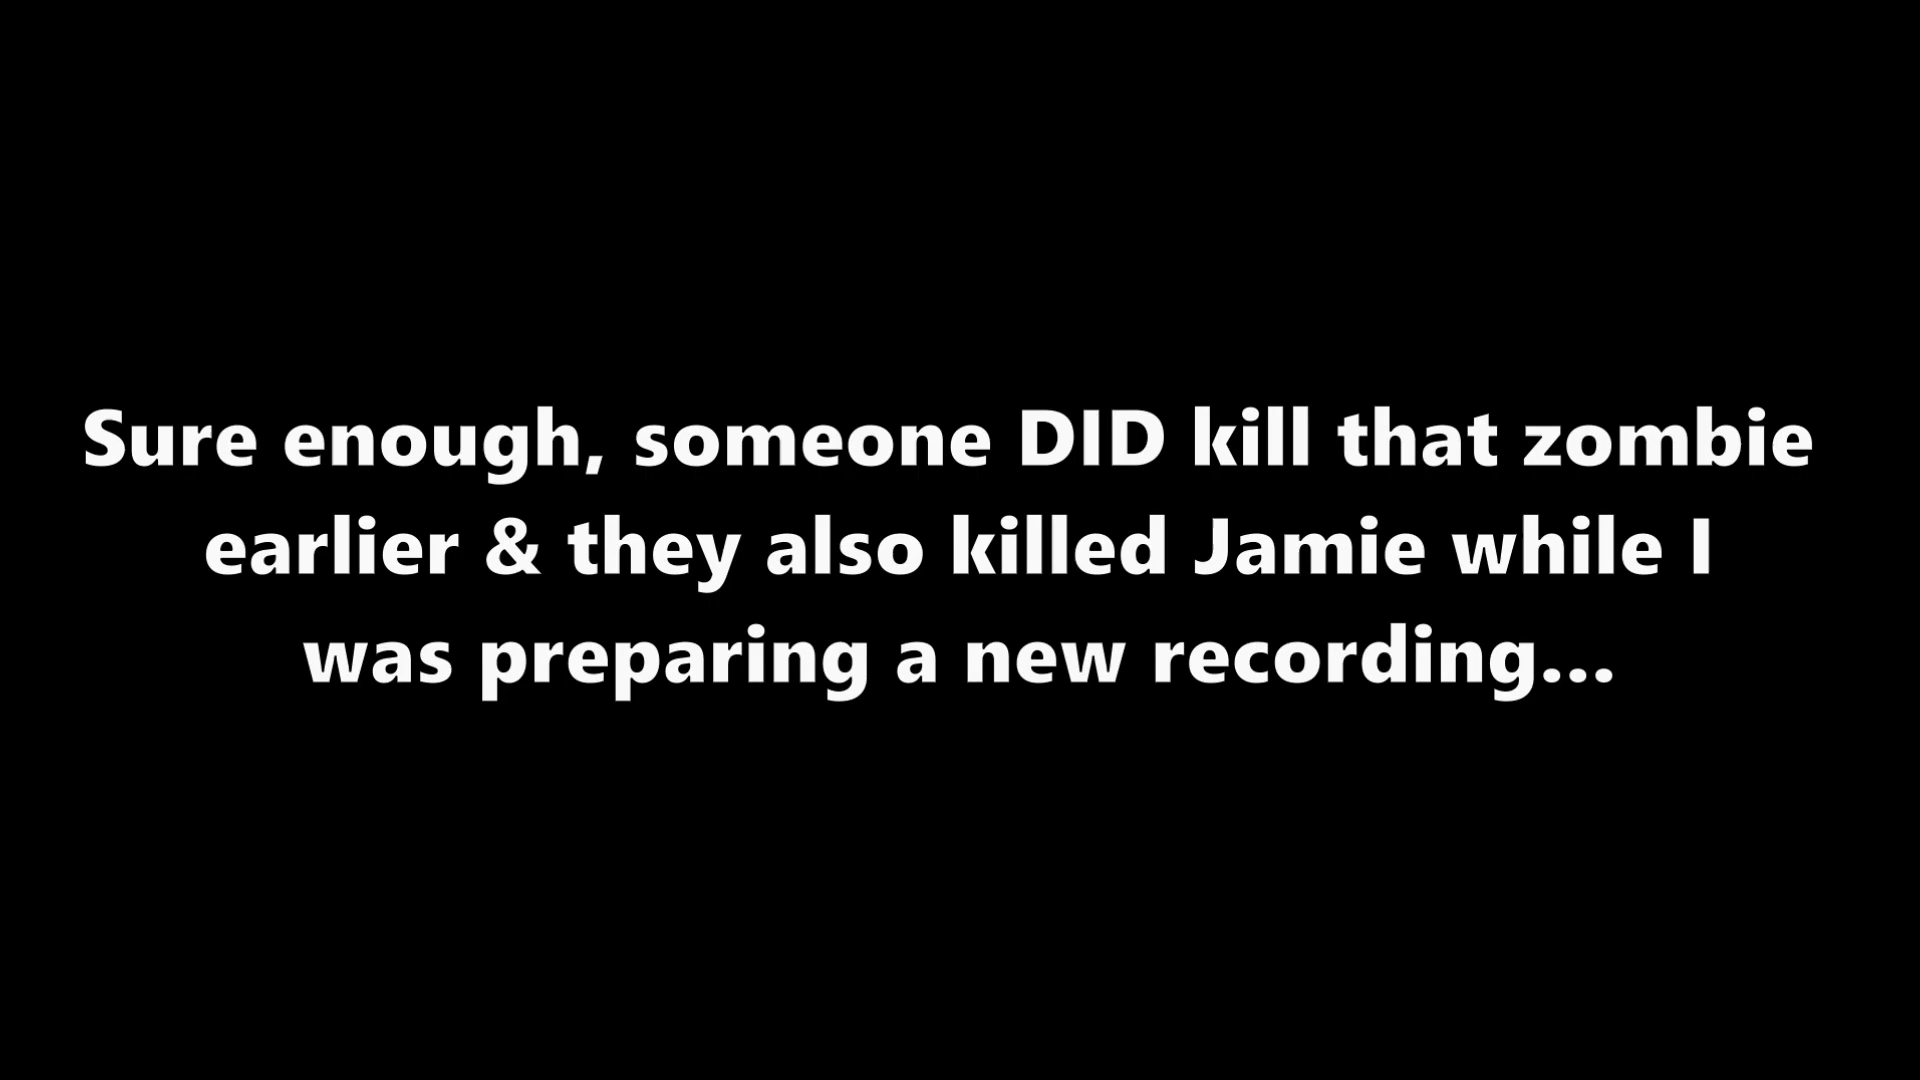 Sure enough, someone DID kill that zombie
earlier & they also killed Jamie while I
was preparing a new recording...